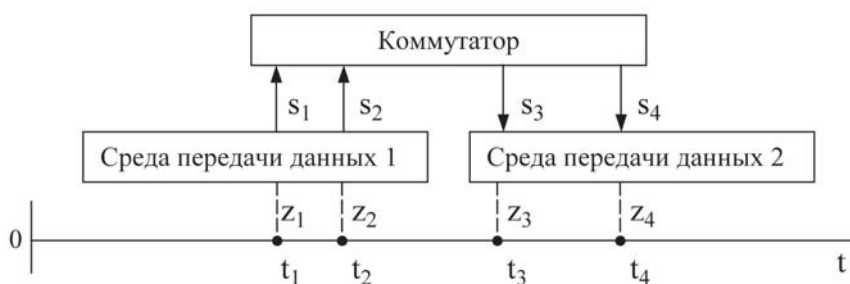 Коммутатор
s1 s2 s3 s4
Среда передачи данных 1 Среда передачи данных 2
z1 z2 z3 z4
0
t1 t2 t3 t4 t